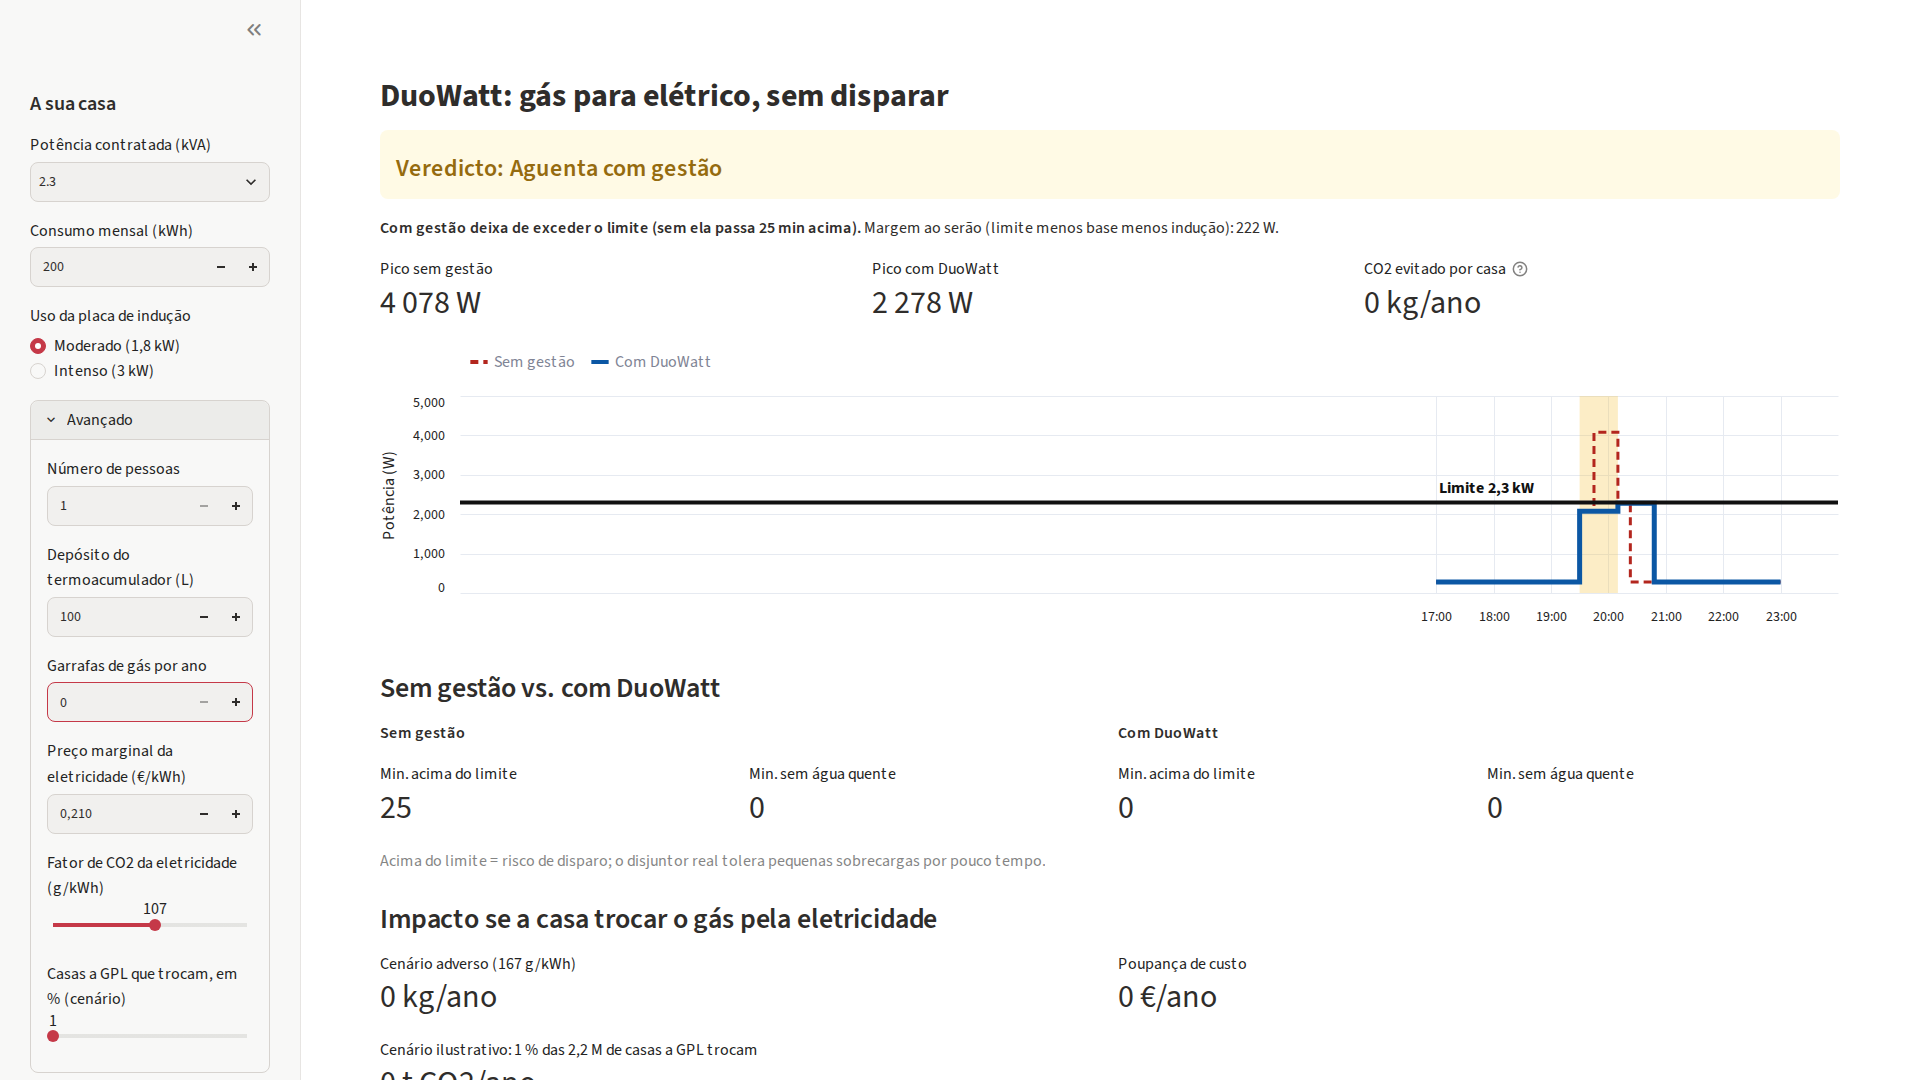 A sua casa
Potência contratada (kVA)
2.3
Consumo mensal (kWh)
200
Uso da placa de indução
Moderado (1,8 kW)
Intenso (3 kW)
Avançado
Número de pessoas
1
Depósito do
termoacumulador (L)
100
Garrafas de gás por ano
0
Preço marginal da
eletricidade (€/kWh)
0,210
Fator de CO2 da eletricidade
(g/kWh)
107
Casas a GPL que trocam, em
% (cenário)
1
DuoWatt: gás para elétrico, sem disparar
Veredicto: Aguenta com gestão
Com gestão deixa de exceder o limite (sem ela passa 25 min acima). Margem ao serão (limite menos base menos indução): 222 W.
Pico sem gestão
4 078 W
Pico com DuoWatt
2 278 W
CO2 evitado por casa
0 kg/ano
Sem gestão
Com DuoWatt
Potência (W)
5,000
4,000
3,000
2,000
1,000
0
Limite 2,3 kW
17:00 18:00 19:00 20:00 21:00 22:00 23:00
Sem gestão vs. com DuoWatt
Sem gestão
Min. acima do limite
25
Min. sem água quente
0
Com DuoWatt
Min. acima do limite
0
Min. sem água quente
0
Acima do limite = risco de disparo; o disjuntor real tolera pequenas sobrecargas por pouco tempo.
Impacto se a casa trocar o gás pela eletricidade
Cenário adverso (167 g/kWh)
0 kg/ano
Poupança de custo
0 €/ano
Cenário ilustrativo: 1 % das 2,2 M de casas a GPL trocam
0 t CO2/ano